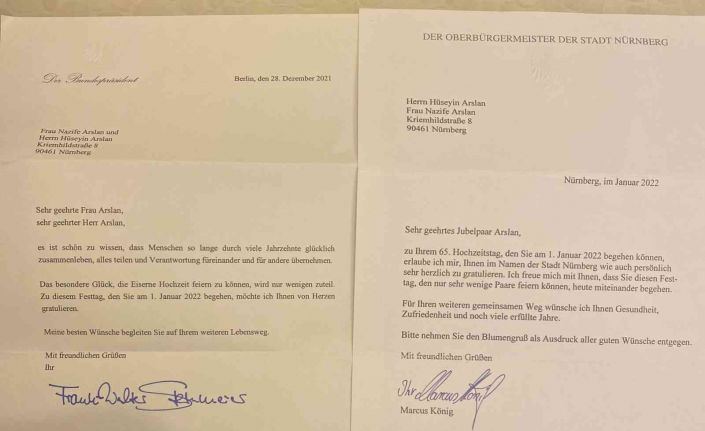 Der Bundespräsident
Berlin, den 28. Dezember 2021
Frau Nazife Arslan und
Herrn Hüseyin Arslan
Kriemhildstraße 8
90461 Nürnberg
Sehr geehrte Frau Arslan,
sehr geehrter Herr Arslan,
es ist schön zu wissen, dass Menschen so lange durch viele Jahrzehnte glücklich
zusammenleben, alles teilen und Verantwortung füreinander und für andere übernehmen.
Das besondere Glück, die Eiserne Hochzeit feiern zu können, wird nur wenigen zuteil.
Zu diesem Festtag, den Sie am 1. Januar 2022 begehen, möchte ich Ihnen von Herzen
gratulieren.
Meine besten Wünsche begleiten Sie auf Ihrem weiteren Lebensweg.
Mit freundlichen Grüßen
Ihr
Frank-Walter Steinmeier
DER OBERBÜRGERMEISTER DER STADT NÜRNBERG
Herrn Hüseyin Arslan
Frau Nazife Arslan
Kriemhildstraße 8
90461 Nürnberg
Nürnberg, im Januar 2022
Sehr geehrtes Jubelpaar Arslan,
zu Ihrem 65. Hochzeitstag, den Sie am 1. Januar 2022 begehen können,
erlaube ich mir, Ihnen im Namen der Stadt Nürnberg wie auch persönlich
sehr herzlich zu gratulieren. Ich freue mich mit Ihnen, dass Sie diesen Fest-
tag, den nur sehr wenige Paare feiern können, heute miteinander begehen.
Für Ihren weiteren gemeinsamen Weg wünsche ich Ihnen Gesundheit,
Zufriedenheit und noch viele erfüllte Jahre.
Bitte nehmen Sie den Blumengruß als Ausdruck aller guten Wünsche entgegen.
Mit freundlichen Grüßen
Ihr Marcus König
Marcus König